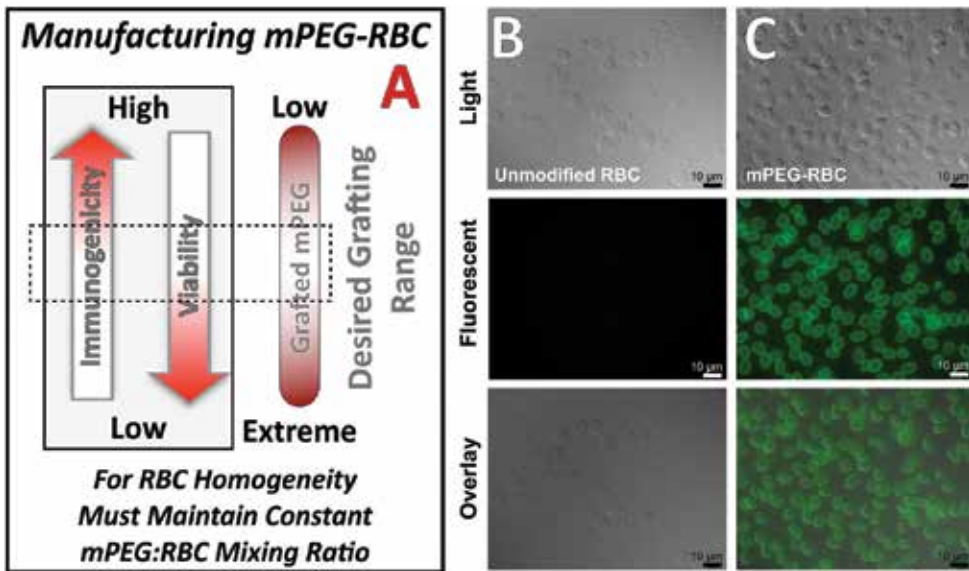 Manufacturing mPEG-RBC
A
High
Low
Immunogenicity
Viability
Grafted mPEG
Desired Grafting
Range
Low
Extreme
For RBC Homogeneity
Must Maintain Constant
mPEG:RBC Mixing Ratio
B
C
Light
Unmodified RBC
10 µm
mPEG-RBC
10 µm
Fluorescent
10 µm
10 µm
Overlay
10 µm
10 µm